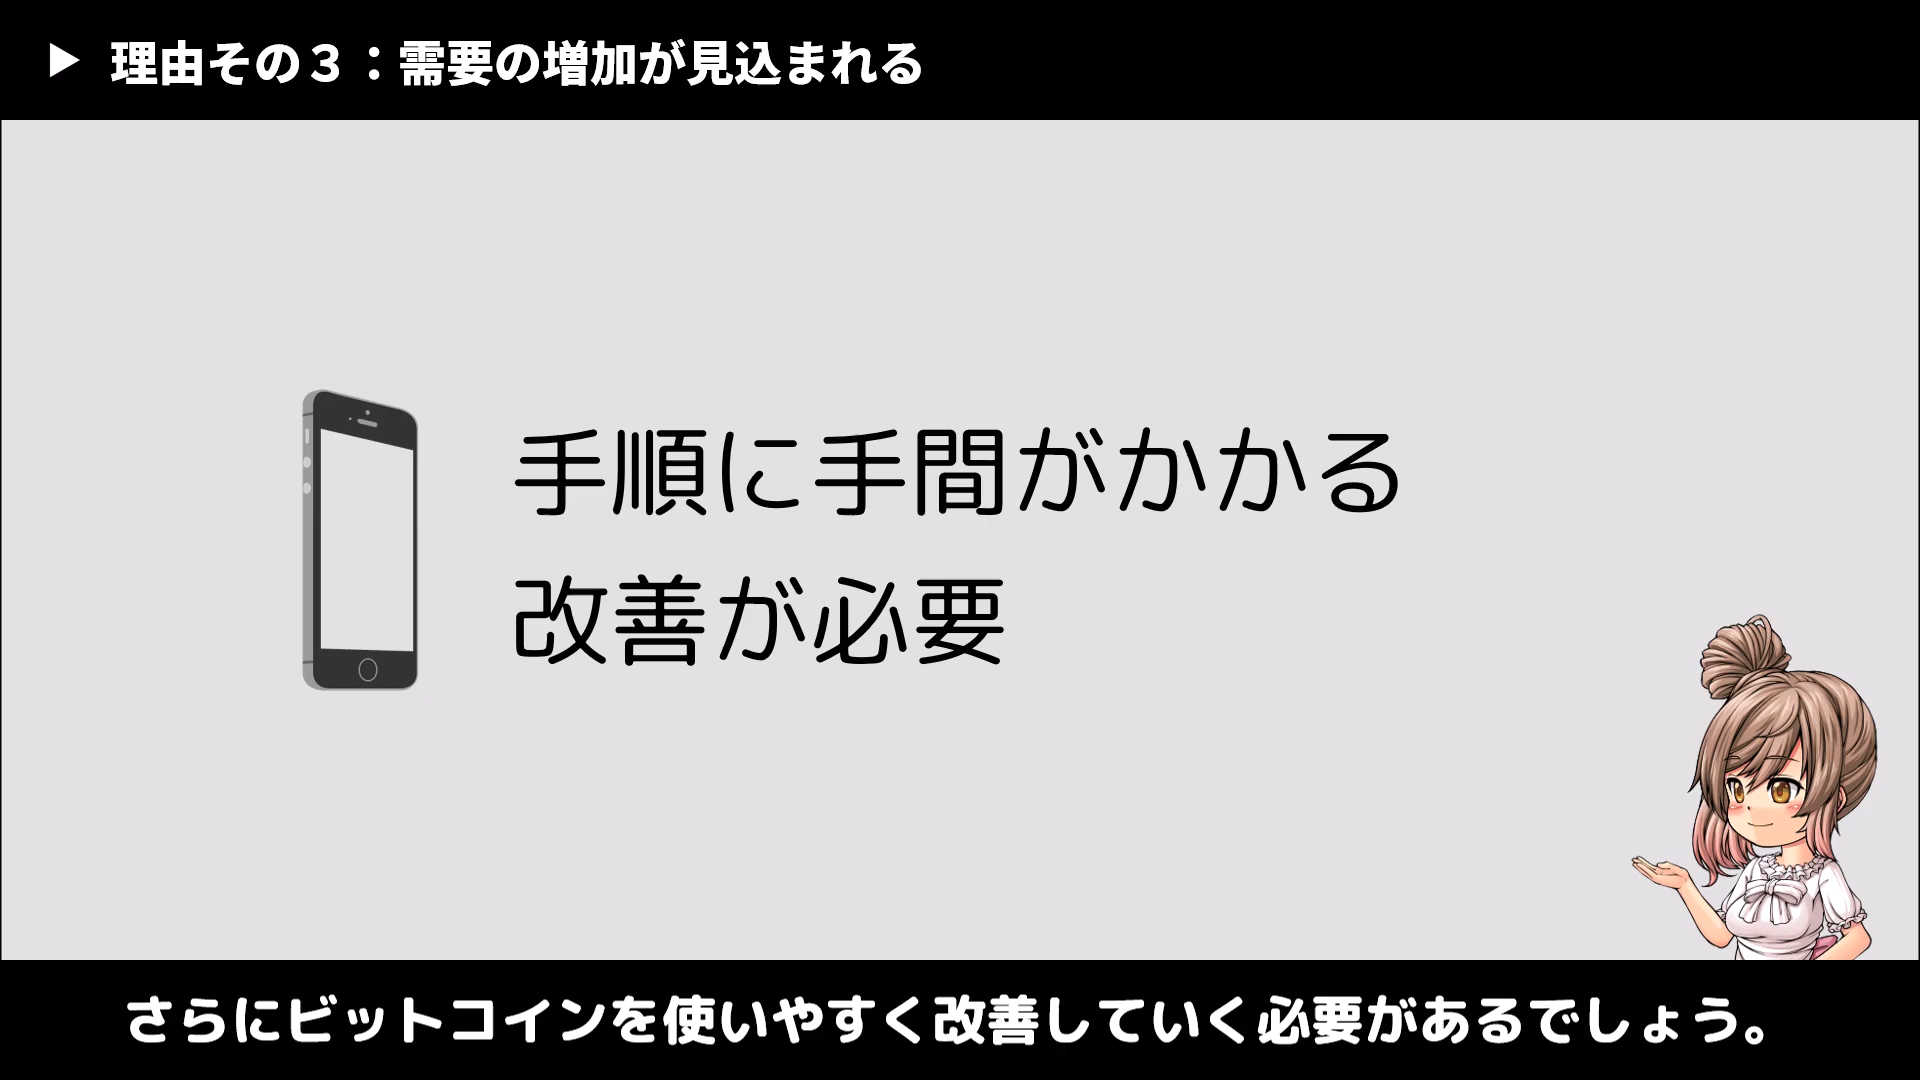 ▶ 理由その３：需要の増加が見込まれる
手順に手間がかかる
改善が必要
さらにビットコインを使いやすく改善していく必要があるでしょう。